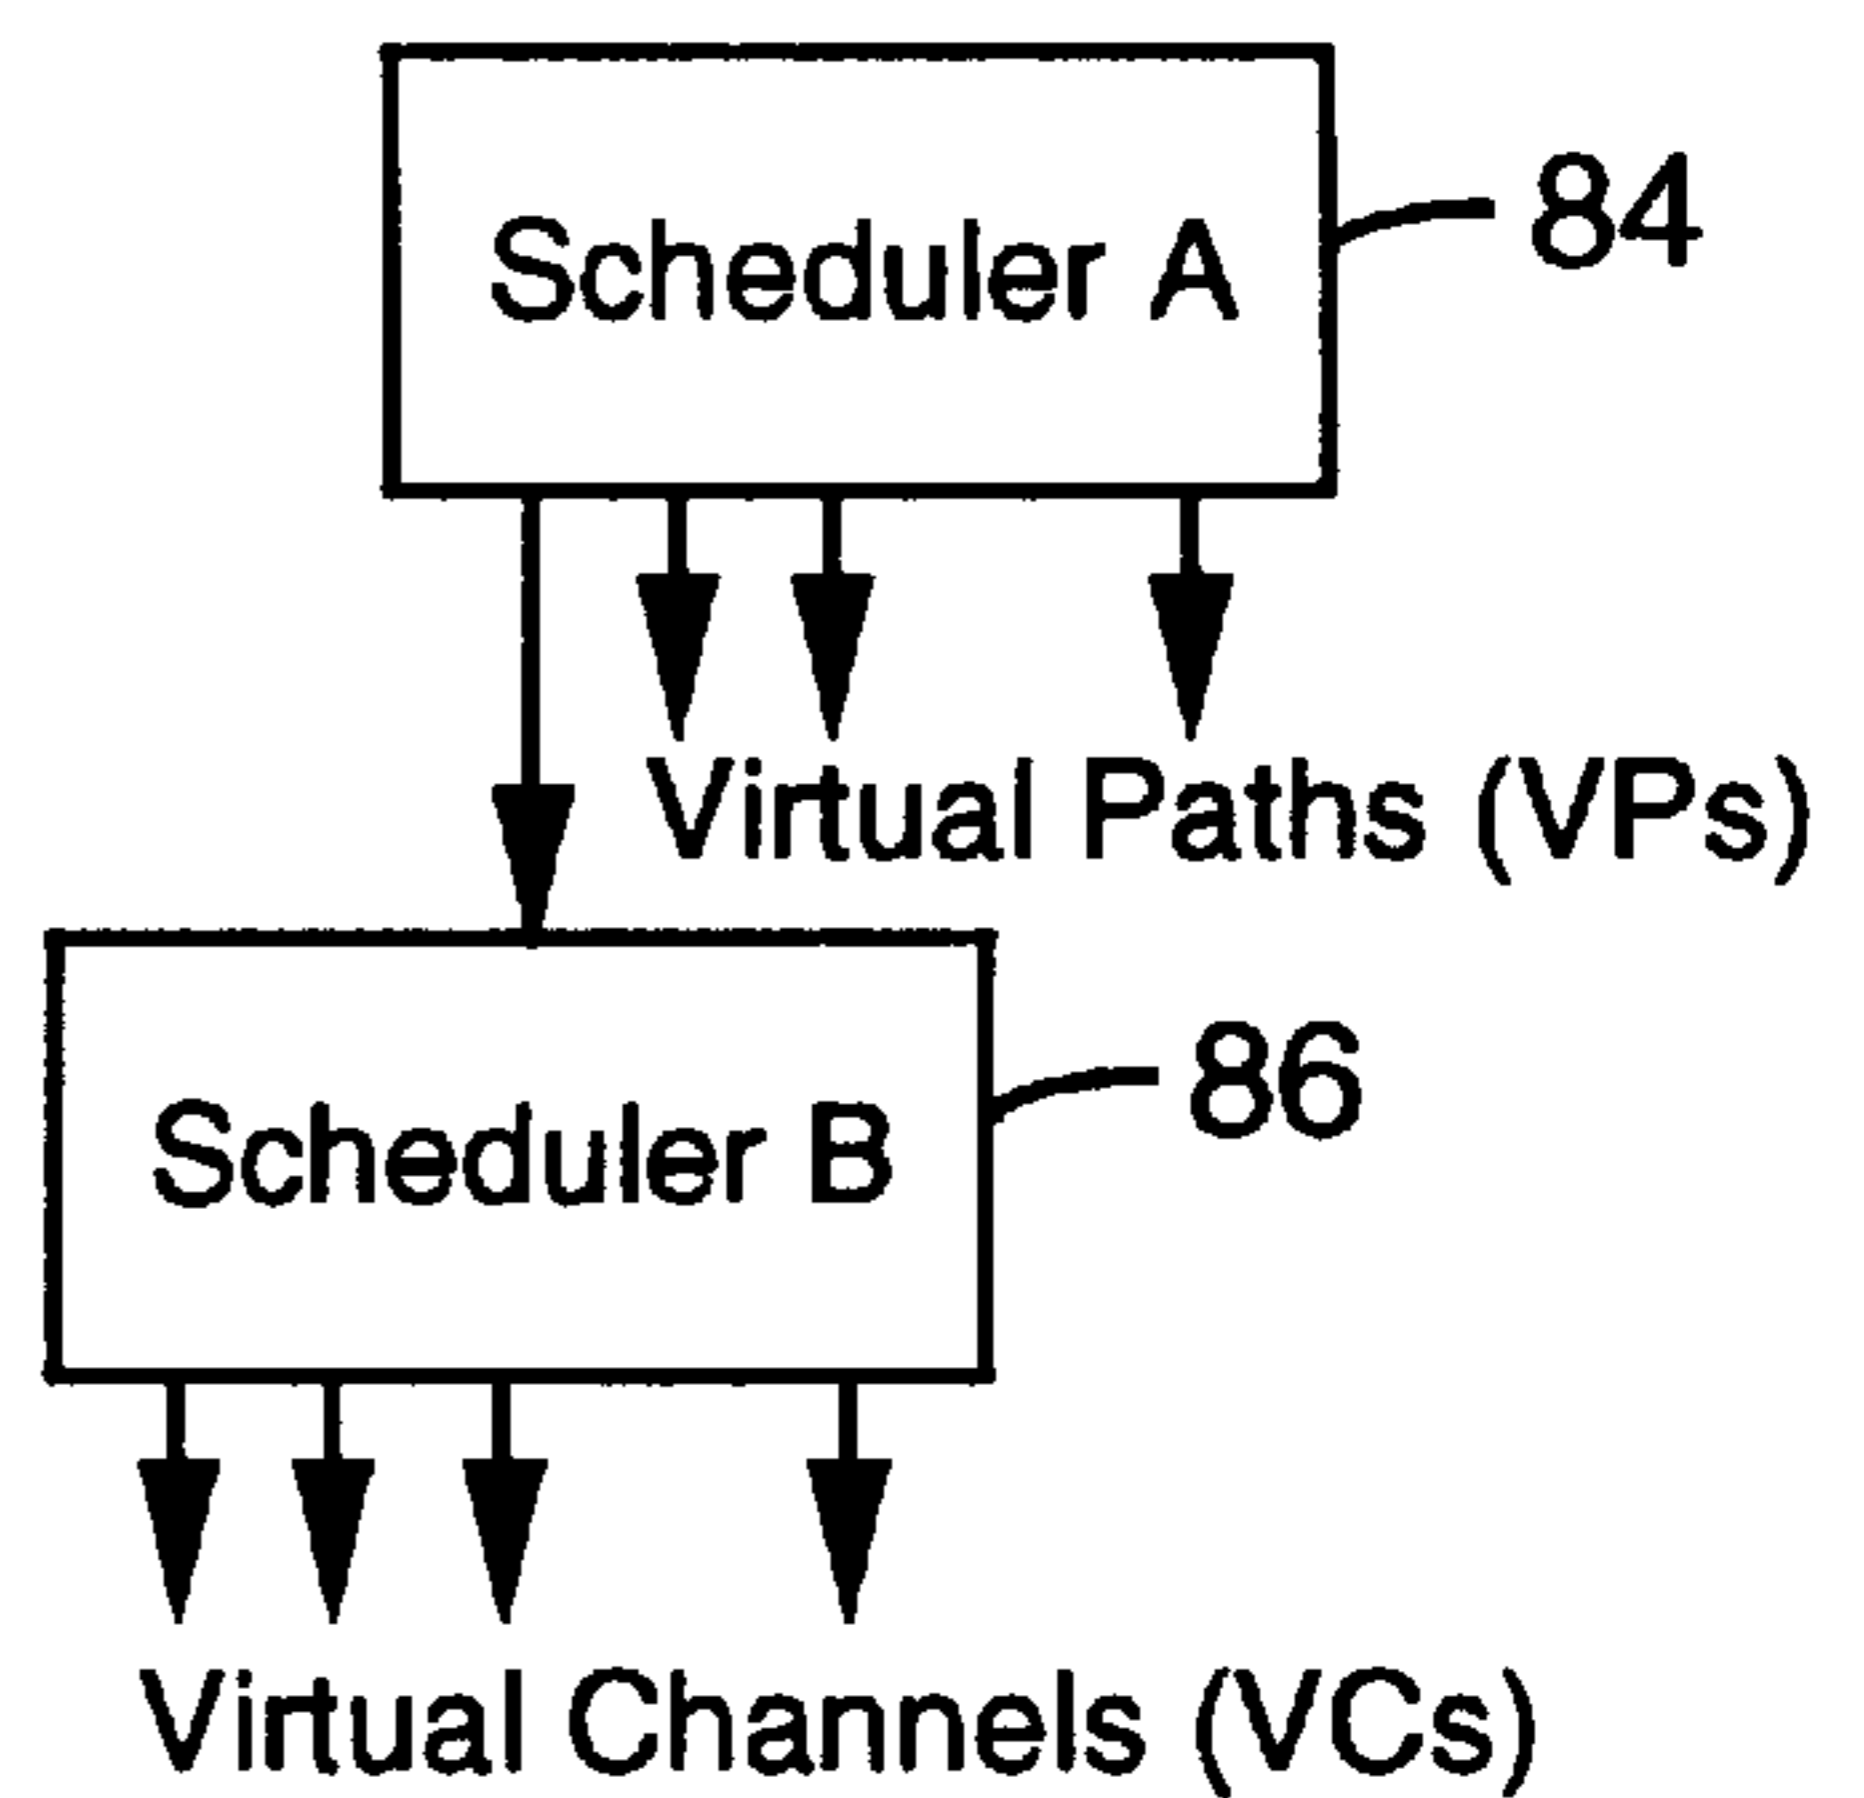 Scheduler A
84
Virtual Paths (VPs)
Scheduler B
86
Virtual Channels (VCs)